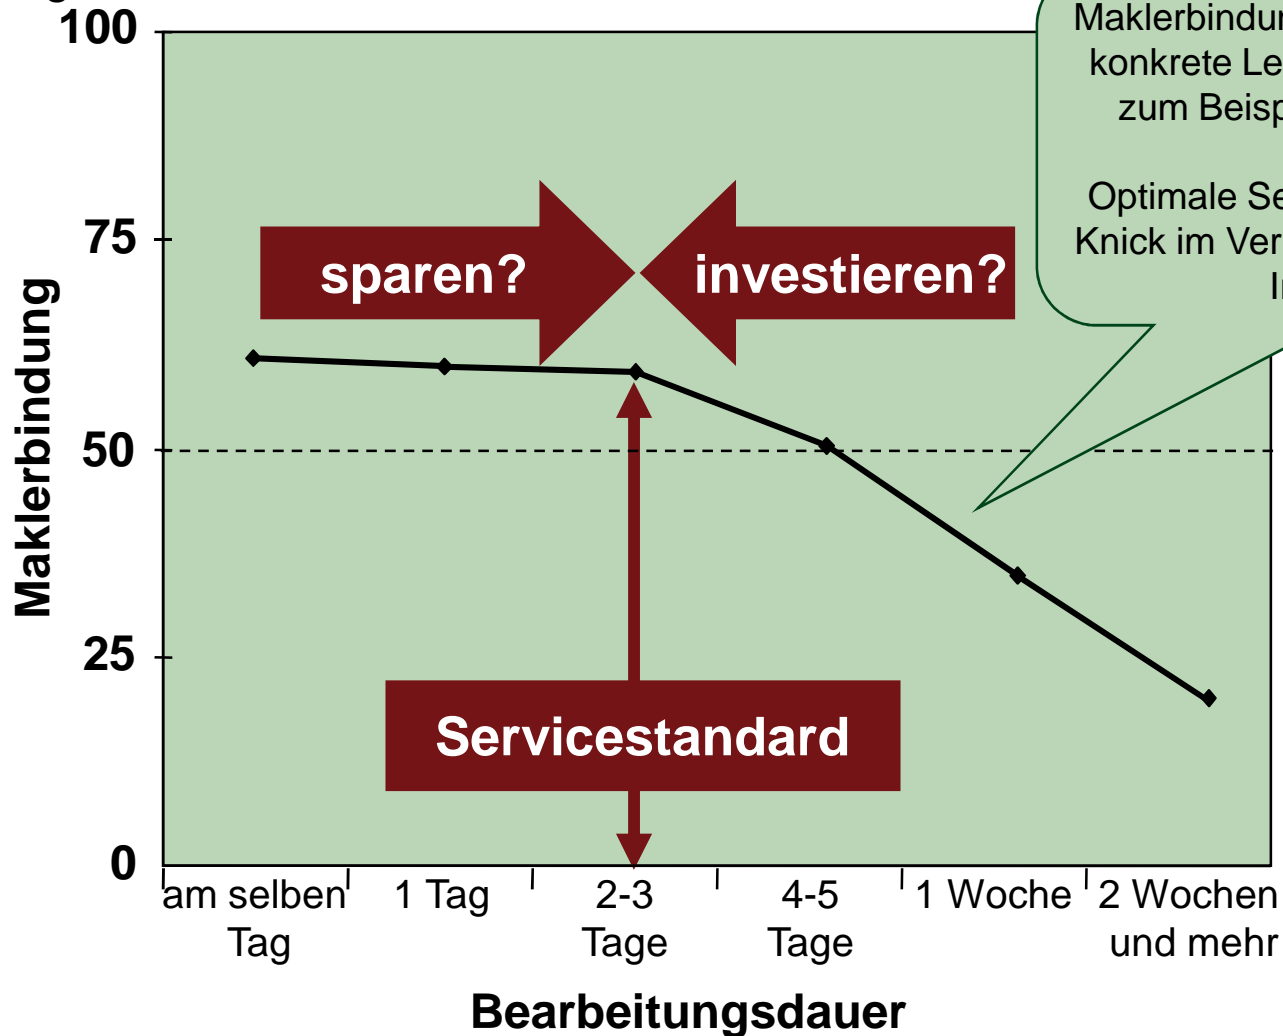 100
Maklerbindun
konkrete Le
zum Beisp
Optimale Se
75
Knick im Ver
sparen?
investieren?
Maklerbindung
50
25
Servicestandard
0
am selben
Tag
1 Tag
2-3
Tage
4-5
Tage
1 Woche
2 Wochen
und mehr
Bearbeitungsdauer